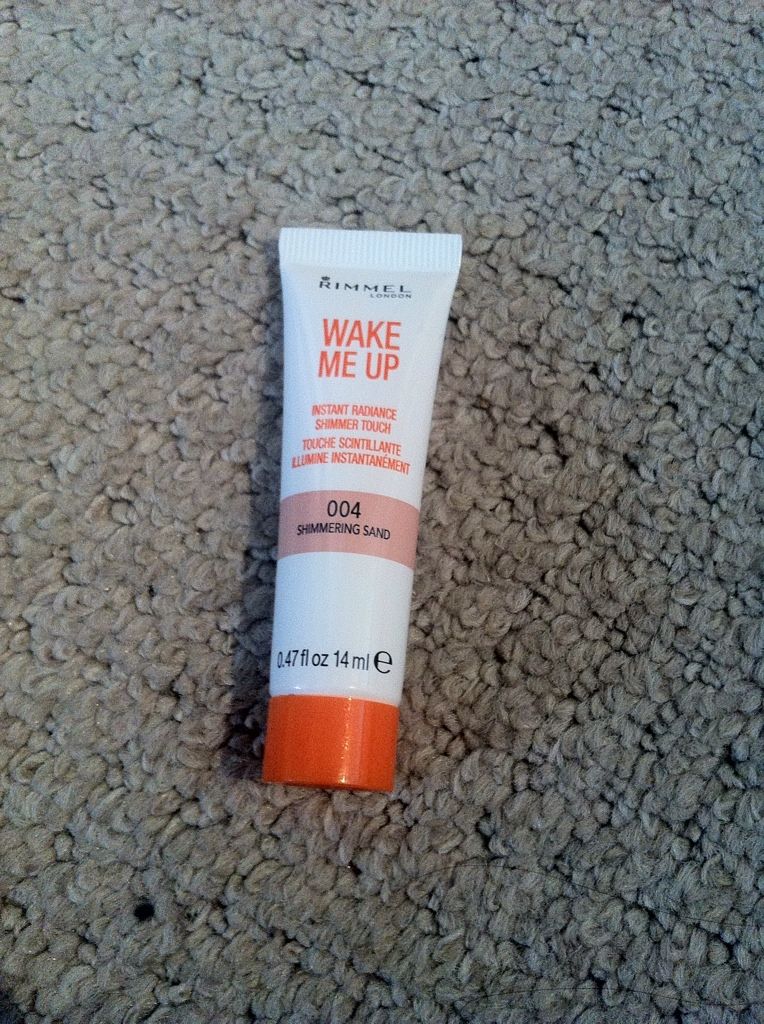 RIMMEL
LONDON
WAKE
ME UP
INSTANT RADIANCE
SHIMMER TOUCH
TOUCHE SCINTILLANTE
ILLUMINE INSTANTANÉMENT
004
SHIMMERING SAND
0.47 fl oz 14 ml ℮